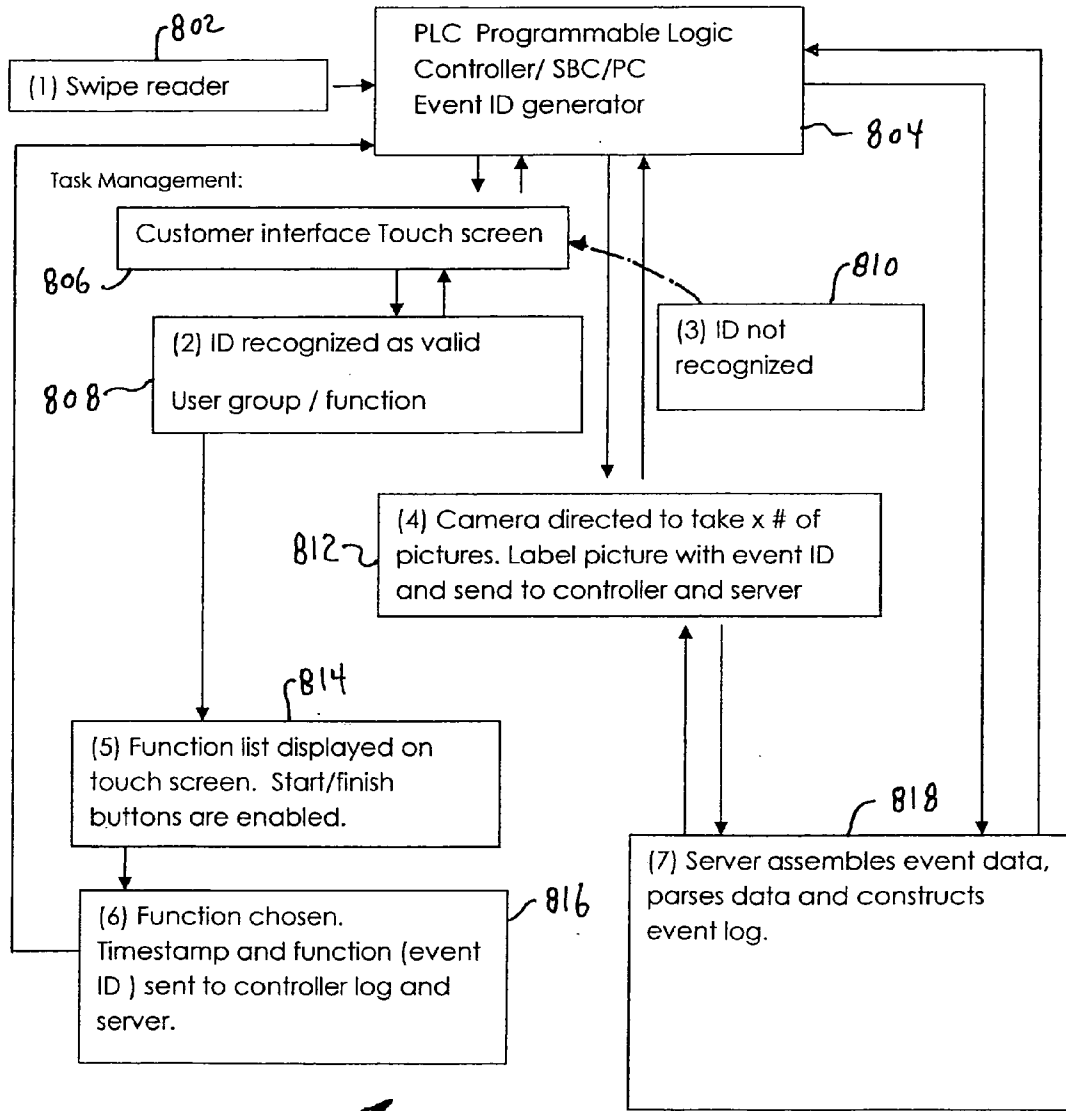 802
(1) Swipe reader
PLC Programmable Logic
Controller/ SBC/PC
Event ID generator
804
Task Management:
Customer interface Touch screen
806
810
(2) ID recognized as valid
User group / function
808
(3) ID not
recognized
(4) Camera directed to take x # of
pictures. Label picture with event ID
and send to controller and server
812
814
(5) Function list displayed on
touch screen. Start/finish
buttons are enabled.
818
(7) Server assembles event data,
parses data and constructs
event log.
816
(6) Function chosen.
Timestamp and function (event
ID ) sent to controller log and
server.